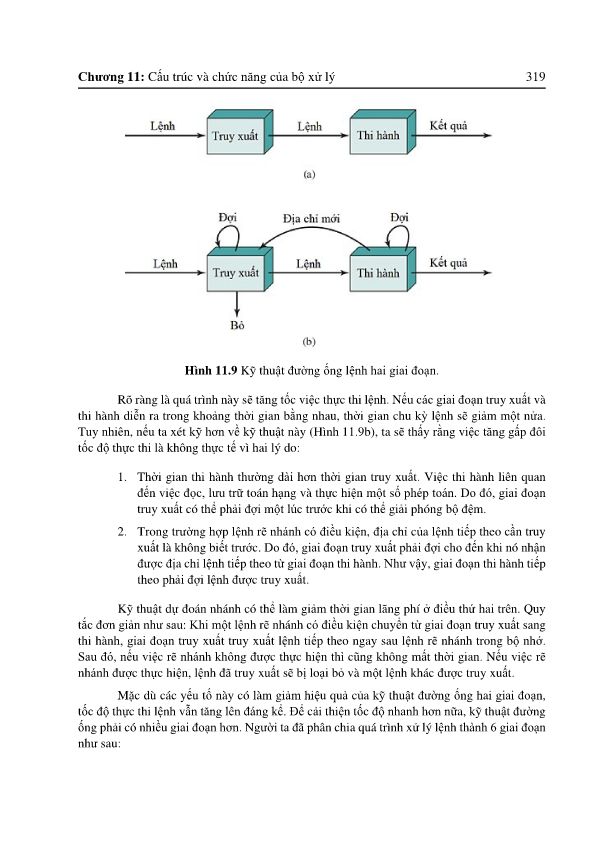 Chương 11: Cấu trúc và chức năng của bộ xử lý 319
Lệnh Truy xuất Lệnh Thi hành Kết quả
(a)
Đợi Địa chỉ mới Đợi
Lệnh Truy xuất Lệnh Thi hành Kết quả
Bỏ
(b)
Hình 11.9 Kỹ thuật đường ống lệnh hai giai đoạn.
Rõ ràng là quá trình này sẽ tăng tốc việc thực thi lệnh. Nếu các giai đoạn truy xuất và
thi hành diễn ra trong khoảng thời gian bằng nhau, thời gian chu kỳ lệnh sẽ giảm một nửa.
Tuy nhiên, nếu ta xét kỹ hơn về kỹ thuật này (Hình 11.9b), ta sẽ thấy rằng việc tăng gấp đôi
tốc độ thực thi là không thực tế vì hai lý do:
1. Thời gian thi hành thường dài hơn thời gian truy xuất. Việc thi hành liên quan
đến việc đọc, lưu trữ toán hạng và thực hiện một số phép toán. Do đó, giai đoạn
truy xuất có thể phải đợi một lúc trước khi có thể giải phóng bộ đệm.
2. Trong trường hợp lệnh rẽ nhánh có điều kiện, địa chỉ của lệnh tiếp theo cần truy
xuất là không biết trước. Do đó, giai đoạn truy xuất phải đợi cho đến khi nó nhận
được địa chỉ lệnh tiếp theo từ giai đoạn thi hành. Như vậy, giai đoạn thi hành tiếp
theo phải đợi lệnh được truy xuất.
Kỹ thuật dự đoán nhánh có thể làm giảm thời gian lãng phí ở điều thứ hai trên. Quy
tắc đơn giản như sau: Khi một lệnh rẽ nhánh có điều kiện chuyển từ giai đoạn truy xuất sang
thi hành, giai đoạn truy xuất truy xuất lệnh tiếp theo ngay sau lệnh rẽ nhánh trong bộ nhớ.
Sau đó, nếu việc rẽ nhánh không được thực hiện thì cũng không mất thời gian. Nếu việc rẽ
nhánh được thực hiện, lệnh đã truy xuất sẽ bị loại bỏ và một lệnh khác được truy xuất.
Mặc dù các yếu tố này có làm giảm hiệu quả của kỹ thuật đường ống hai giai đoạn,
tốc độ thực thi lệnh vẫn tăng lên đáng kể. Để cải thiện tốc độ nhanh hơn nữa, kỹ thuật đường
ống phải có nhiều giai đoạn hơn. Người ta đã phân chia quá trình xử lý lệnh thành 6 giai đoạn
như sau: